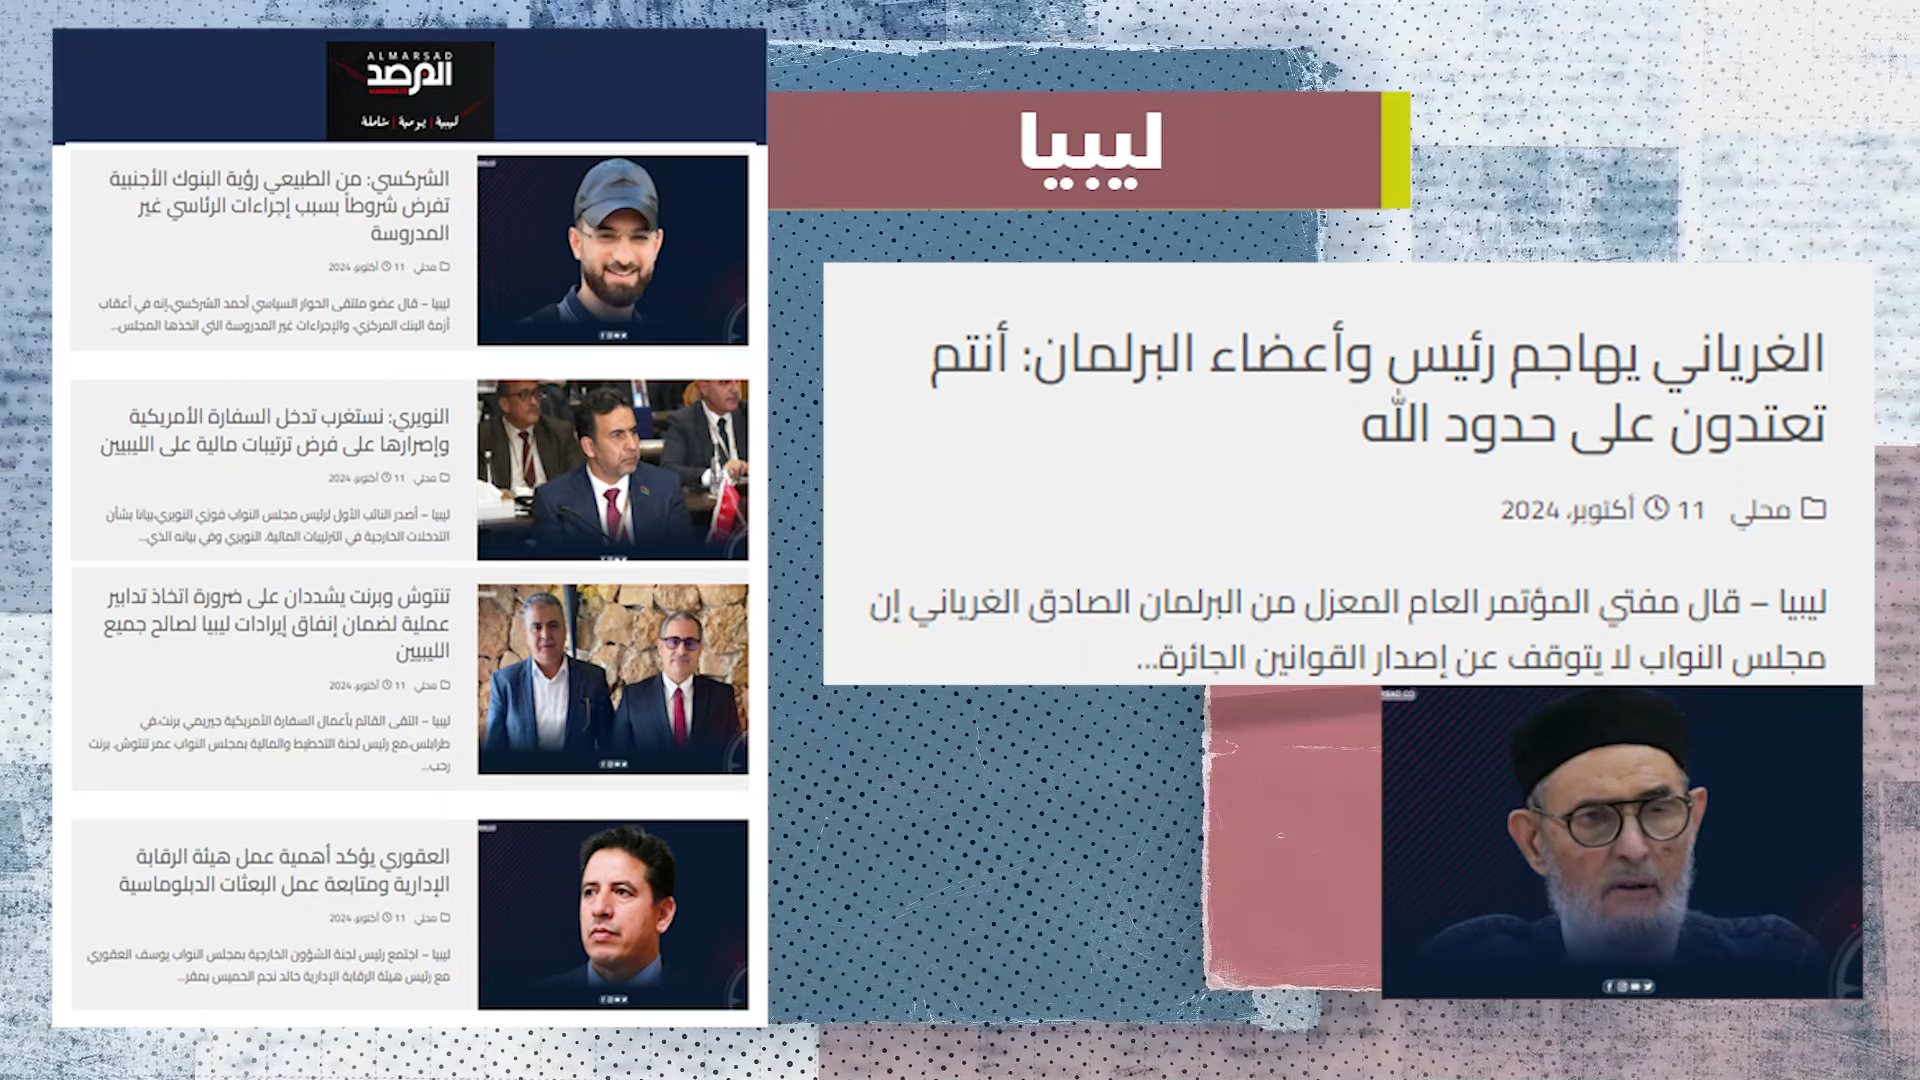 ALMARSAD
المرصد
ليبية | يومية | شاملة
ليبيا
الشركسي: من الطبيعي رؤية البنوك الأجنبية
تفرض شروطاً بسبب إجراءات الرئاسي غير
المدروسة
محلي 11 أكتوبر، 2024
ليبيا – قال عضو ملتقى الحوار السياسي أحمد الشركسي،إنه في أعقاب
أزمة البنك المركزي، والإجراءات غير المدروسة التي اتخذها المجلس...
النويري: نستغرب تدخل السفارة الأمريكية
وإصرارها على فرض ترتيبات مالية على الليبيين
محلي 11 أكتوبر، 2024
ليبيا – أصدر النائب الأول لرئيس مجلس النواب فوزي النويري،بيانا بشأن
التدخلات الخارجية في الترتيبات المالية. النويري وفي بيانه الذي...
تنتوش وبرنت يشددان على ضرورة اتخاذ تدابير
عملية لضمان إنفاق إيرادات ليبيا لصالح جميع
الليبيين
محلي 11 أكتوبر، 2024
ليبيا – التقى القائم بأعمال السفارة الأمريكية جيريمي برنت،في
طرابلس،مع رئيس لجنة التخطيط والمالية بمجلس النواب عمر تنتوش. برنت
رحب...
العقوري يؤكد أهمية عمل هيئة الرقابة
الإدارية ومتابعة عمل البعثات الدبلوماسية
محلي 11 أكتوبر، 2024
ليبيا – اجتمع رئيس لجنة الشؤون الخارجية بمجلس النواب يوسف العقوري
مع رئيس هيئة الرقابة الإدارية خالد نجم الخميس بمقر...
الغرياني يهاجم رئيس وأعضاء البرلمان: أنتم
تعتدون على حدود الله
محلي 11 أكتوبر، 2024
ليبيا – قال مفتي المؤتمر العام المعزل من البرلمان الصادق الغرياني إن
مجلس النواب لا يتوقف عن إصدار القوانين الجائرة...